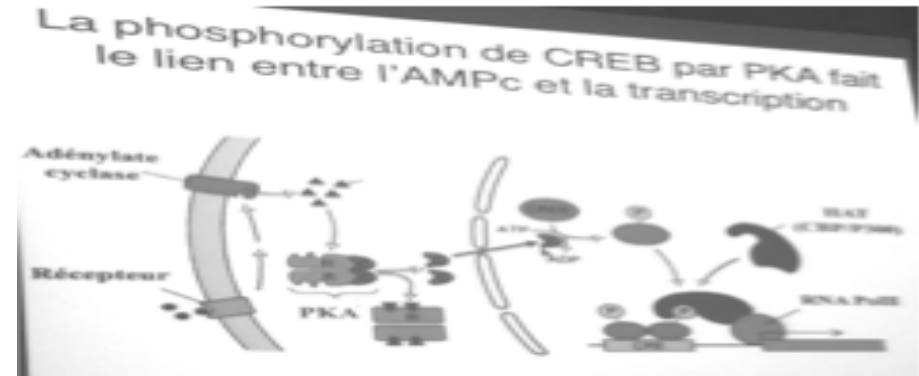 La phosphorylation de CREB par PKA fait
le lien entre l'AMPc et la transcription
Adénylate
cyclase
Récepteur
PKA
ATP
P
HAT
(CBP/P300)
P
P
RNA PolII